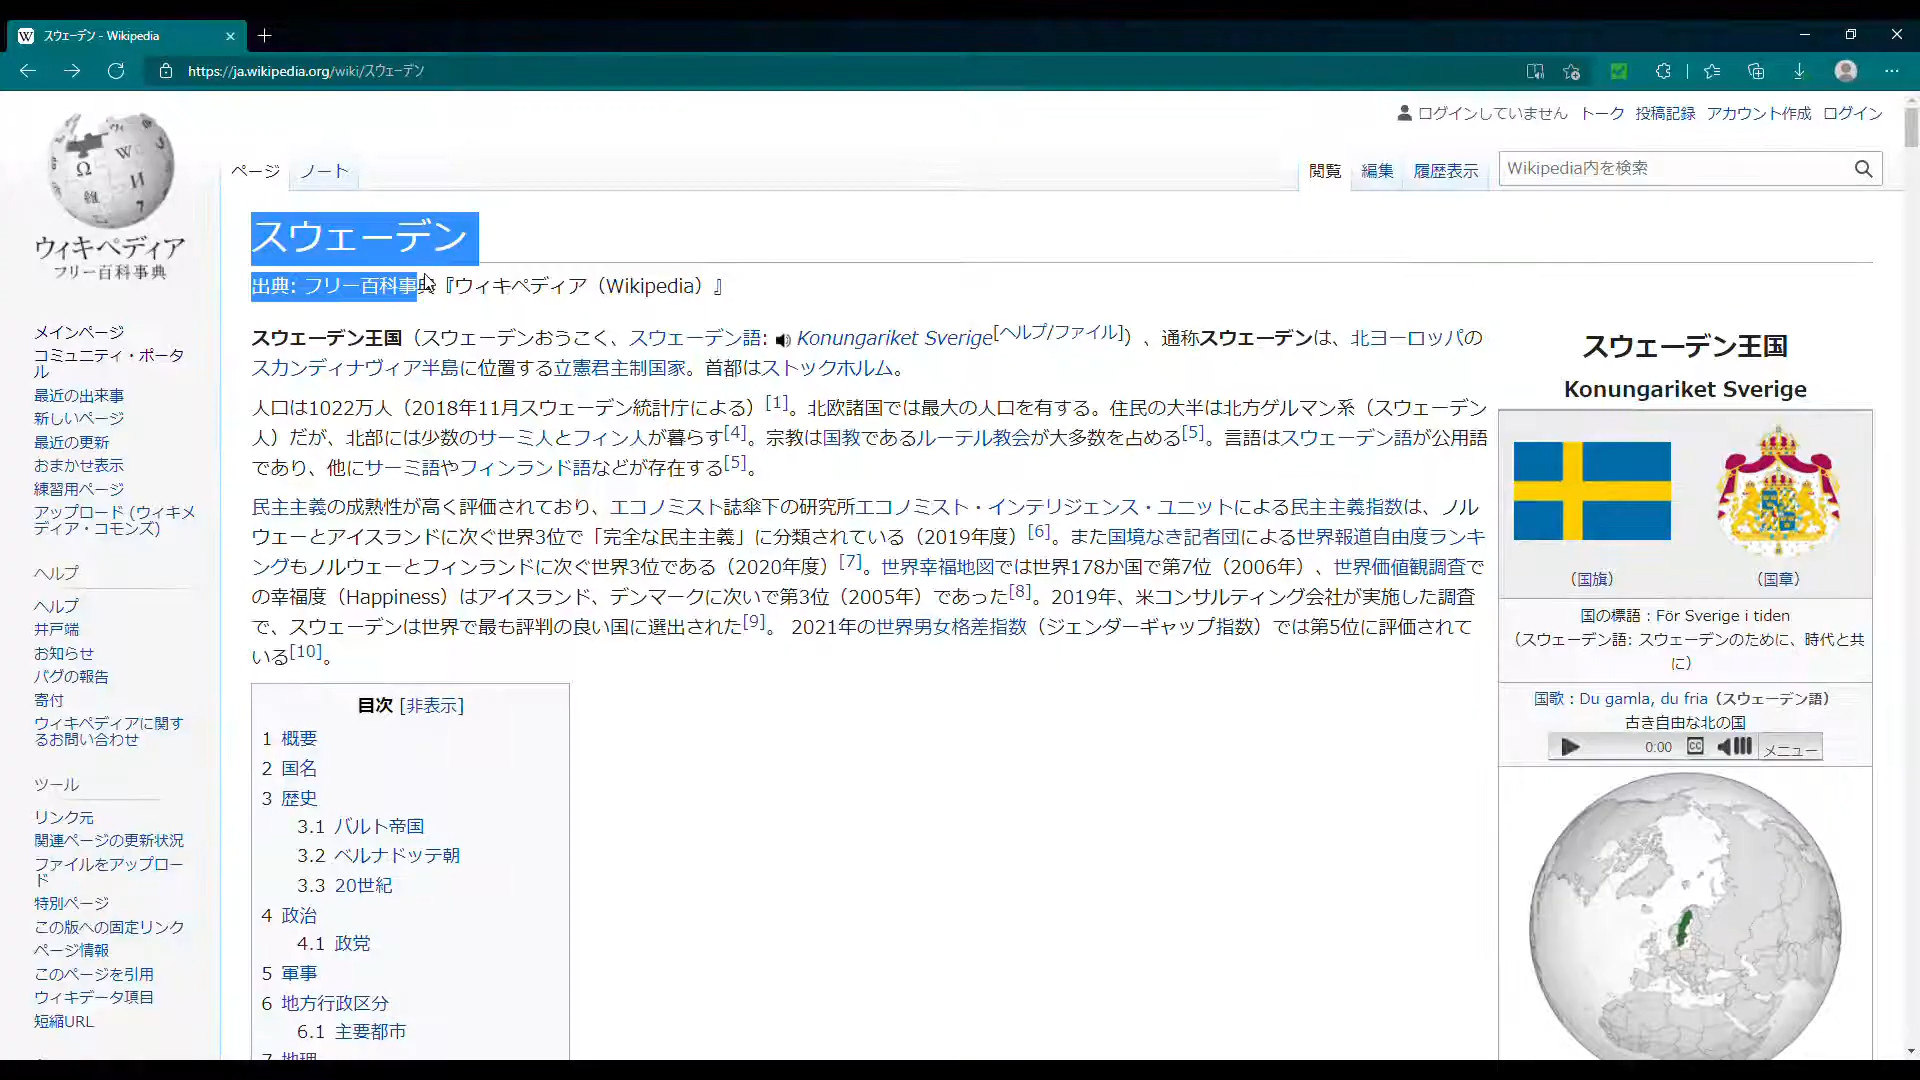 スウェーデン - Wikipedia
https://ja.wikipedia.org/wiki/スウェーデン
ログインしていません トーク 投稿記録 アカウント作成 ログイン
ページ ノート 閲覧 編集 履歴表示 Wikipedia内を検索
ウィキペディア
フリー百科事典
メインページ
コミュニティ・ポータ
ル
最近の出来事
新しいページ
最近の更新
おまかせ表示
練習用ページ
アップロード (ウィキメ
ディア・コモンズ)
ヘルプ
ヘルプ
井戸端
お知らせ
バグの報告
寄付
ウィキペディアに関す
るお問い合わせ
ツール
リンク元
関連ページの更新状況
ファイルをアップロー
ド
特別ページ
この版への固定リンク
ページ情報
このページを引用
ウィキデータ項目
短縮URL
スウェーデン
出典: フリー百科事典『ウィキペディア（Wikipedia）』
スウェーデン王国（スウェーデンおうこく、スウェーデン語: Konungariket Sverige[ヘルプ/ファイル]）、通称スウェーデンは、北ヨーロッパの
スカンディナヴィア半島に位置する立憲君主制国家。首都はストックホルム。
人口は1022万人（2018年11月スウェーデン統計庁による）[1]。北欧諸国では最大の人口を有する。住民の大半は北方ゲルマン系（スウェーデン
人）だが、北部には少数のサーミ人とフィン人が暮らす[4]。宗教は国教であるルーテル教会が大多数を占める[5]。言語はスウェーデン語が公用語
であり、他にサーミ語やフィンランド語などが存在する[5]。
民主主義の成熟性が高く評価されており、エコノミスト誌傘下の研究所エコノミスト・インテリジェンス・ユニットによる民主主義指数は、ノル
ウェーとアイスランドに次ぐ世界3位で「完全な民主主義」に分類されている（2019年度）[6]。また国境なき記者団による世界報道自由度ランキ
ングもノルウェーとフィンランドに次ぐ世界3位である（2020年度）[7]。世界幸福地図では世界178か国で第7位（2006年）、世界価値観調査で
の幸福度（Happiness）はアイスランド、デンマークに次いで第3位（2005年）であった[8]。2019年、米コンサルティング会社が実施した調査
で、スウェーデンは世界で最も評判の良い国に選出された[9]。 2021年の世界男女格差指数（ジェンダーギャップ指数）では第5位に評価されて
いる[10]。
目次 [非表示]
1 概要
2 国名
3 歴史
3.1 バルト帝国
3.2 ベルナドッテ朝
3.3 20世紀
4 政治
4.1 政党
5 軍事
6 地方行政区分
6.1 主要都市
7 地理
スウェーデン王国
Konungariket Sverige
（国旗） （国章）
国の標語 : För Sverige i tiden
（スウェーデン語: スウェーデンのために、時代と共
に）
国歌 : Du gamla, du fria（スウェーデン語）
古き自由な北の国
0:00 CC メニュー